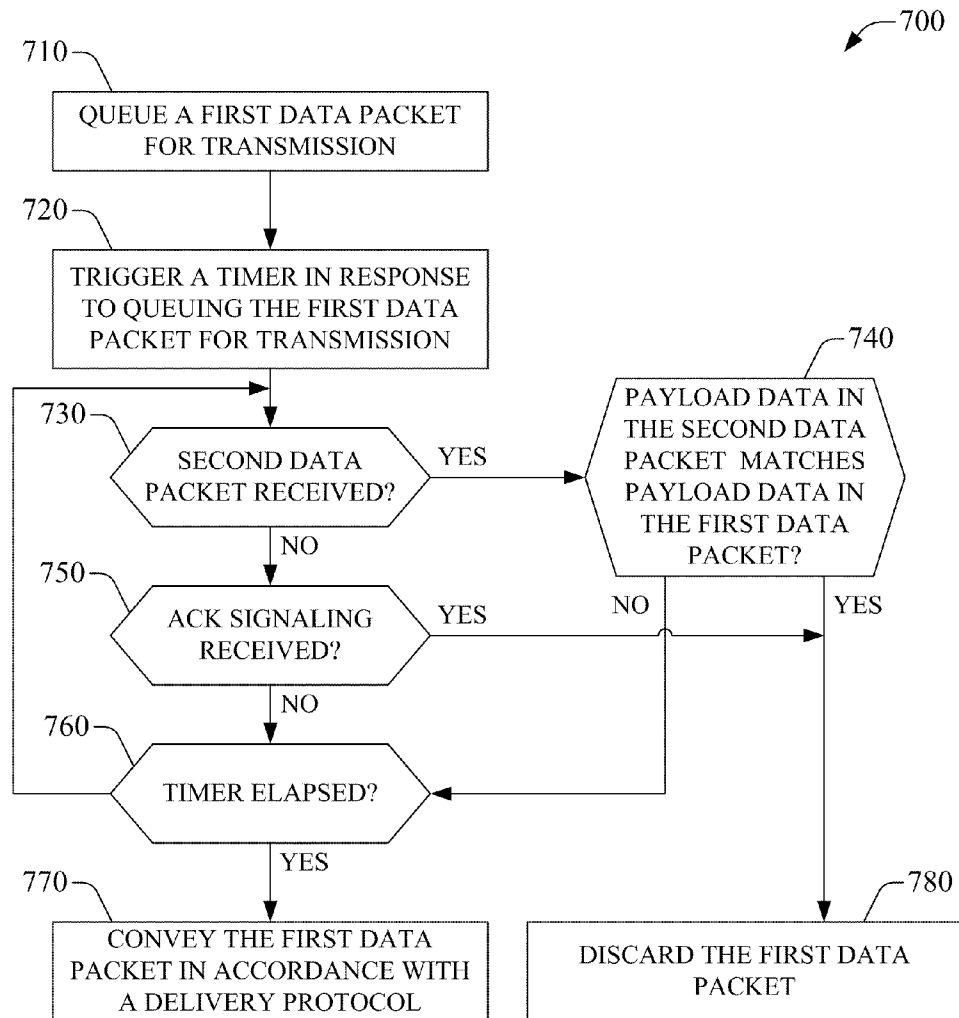 700
710
QUEUE A FIRST DATA PACKET
FOR TRANSMISSION
720
TRIGGER A TIMER IN RESPONSE
TO QUEUING THE FIRST DATA
PACKET FOR TRANSMISSION
730
SECOND DATA
PACKET RECEIVED?
YES
NO
740
PAYLOAD DATA IN
THE SECOND DATA
PACKET MATCHES
PAYLOAD DATA IN
THE FIRST DATA
PACKET?
NO
YES
750
ACK SIGNALING
RECEIVED?
YES
NO
760
TIMER ELAPSED?
YES
770
CONVEY THE FIRST DATA
PACKET IN ACCORDANCE WITH
A DELIVERY PROTOCOL
780
DISCARD THE FIRST DATA
PACKET